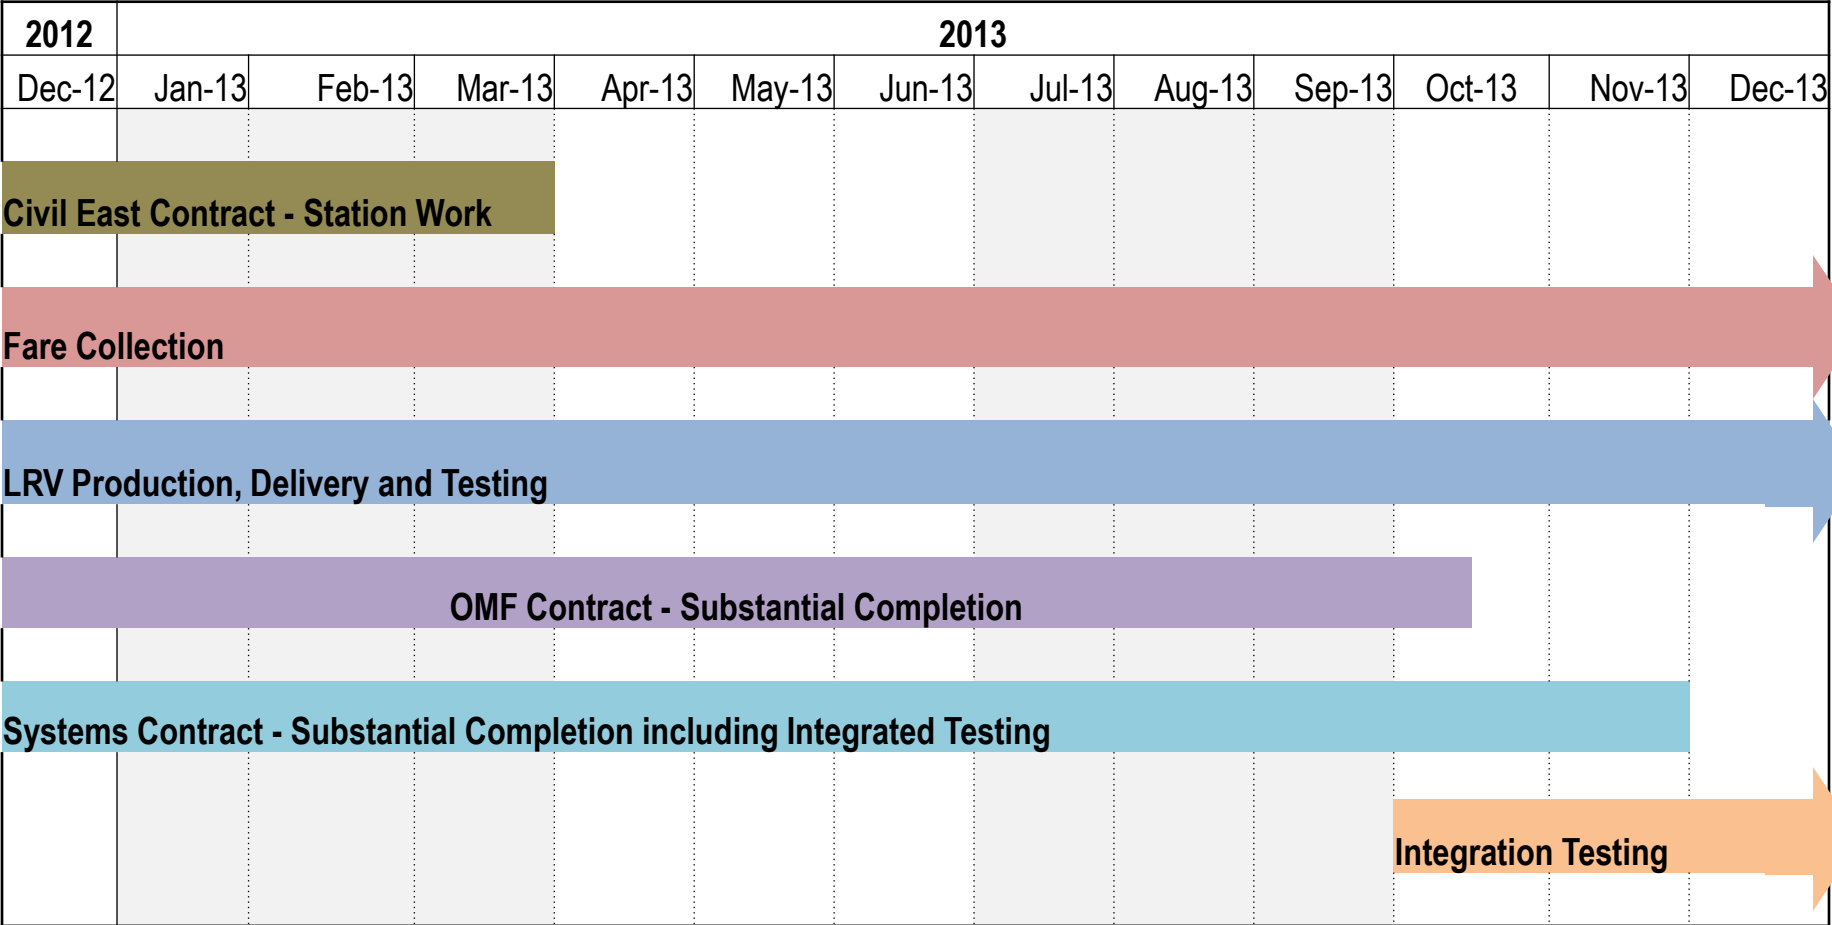 2012 2013
Dec-12 Jan-13 Feb-13 Mar-13 Apr-13 May-13 Jun-13 Jul-13 Aug-13 Sep-13 Oct-13 Nov-13 Dec-13
Civil East Contract - Station Work
Fare Collection
LRV Production, Delivery and Testing
OMF Contract - Substantial Completion
Systems Contract - Substantial Completion including Integrated Testing
Integration Testing